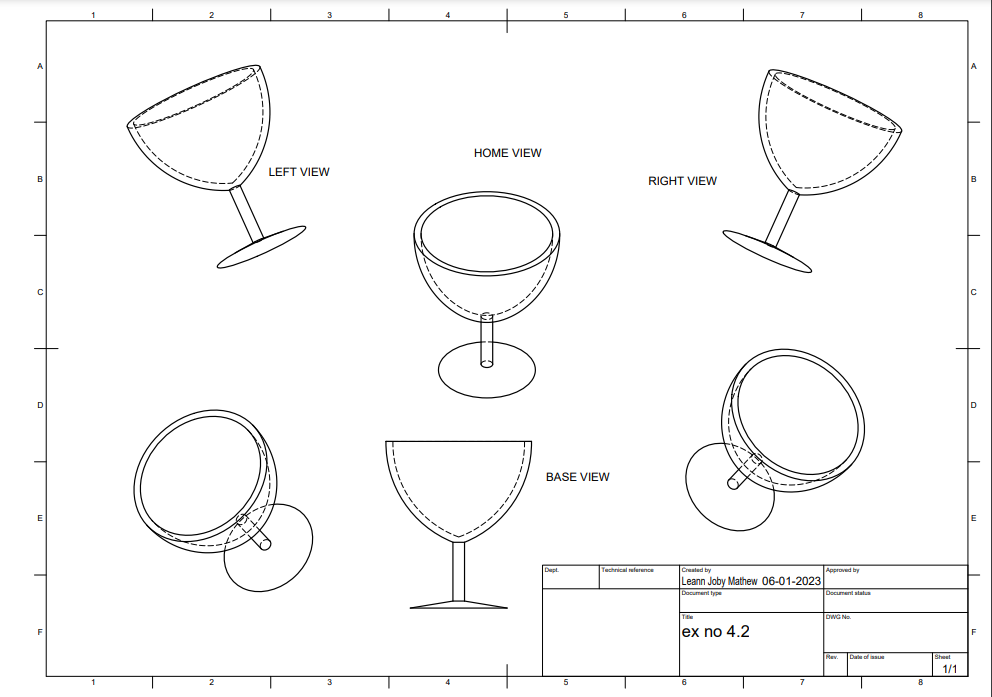 1 2 3 4 5 6 7 8
A A
LEFT VIEW
HOME VIEW
RIGHT VIEW
B B
C C
D D
BASE VIEW
E E
Dept. Technical reference Created by Approved by
Leann Joby Mathew 06-01-2023
Document type Document status
Title DWG No.
ex no 4.2
F F
Rev. Date of issue Sheet
1/1
1 2 3 4 5 6 7 8